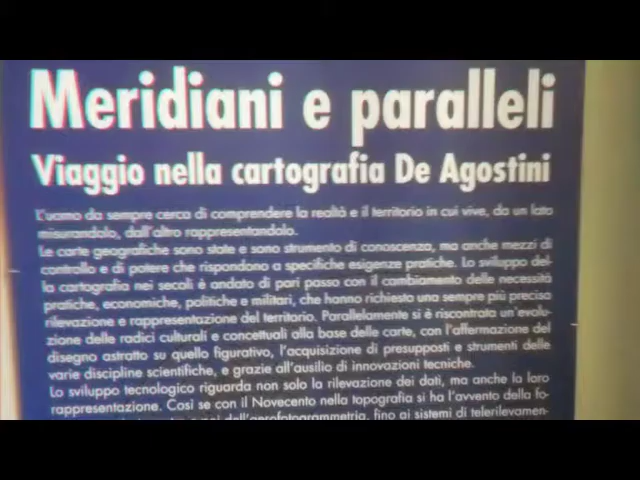 Meridiani e paralleli
Viaggio nella cartografia De Agostini
L'uomo da sempre cerca di comprendere la realtà e il territorio in cui vive, da un lato
misurandolo, dall'altro rappresentandolo.
Le carte geografiche sono state e sono strumento di conoscenza, ma anche mezzi di
controllo e di potere che rispondono a specifiche esigenze pratiche. Lo sviluppo del-
la cartografia nei secoli è andato di pari passo con il cambiamento delle necessità
pratiche, economiche, politiche e militari, che hanno richiesto una sempre più precisa
rilevazione e rappresentazione del territorio. Parallelamente si è riscontrata un'evolu-
zione delle radici culturali e concettuali alla base delle carte, con l'affermazione del
disegno astratto su quello figurativo, l'acquisizione di presupposti e strumenti delle
varie discipline scientifiche, e grazie all'ausilio di innovazioni tecniche.
Lo sviluppo tecnologico riguarda non solo la rilevazione dei dati, ma anche la loro
rappresentazione. Così se con il Novecento nella topografia si ha l'avvento della fo-
poi dell'aerofotogrammetria, fino ai sistemi di telerilevamen-